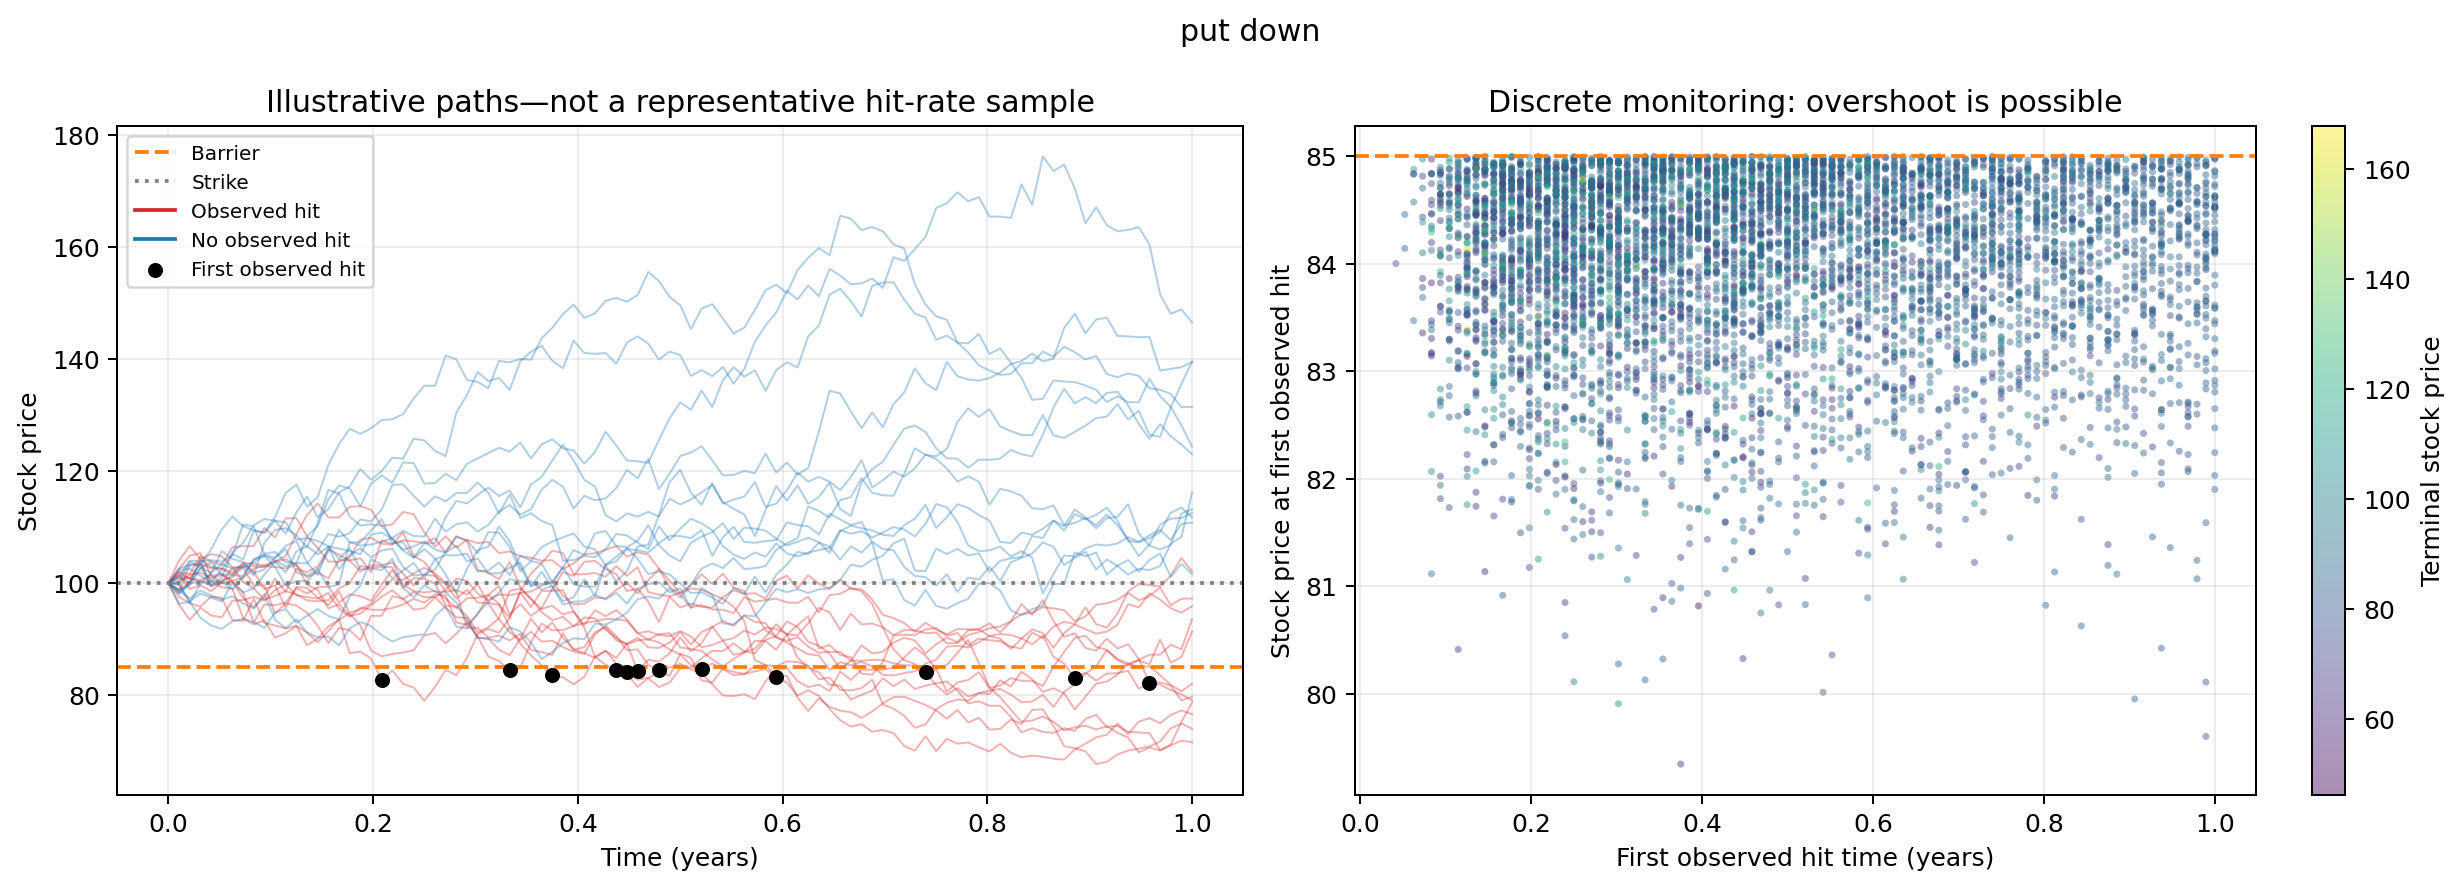 put down
Illustrative paths—not a representative hit-rate sample
Stock price
180
160
140
120
100
80
Barrier
Strike
Observed hit
No observed hit
First observed hit
0.0 0.2 0.4 0.6 0.8 1.0
Time (years)
Discrete monitoring: overshoot is possible
Stock price at first observed hit
85
84
83
82
81
80
0.0 0.2 0.4 0.6 0.8 1.0
First observed hit time (years)
160
140
120
100
80
60
Terminal stock price